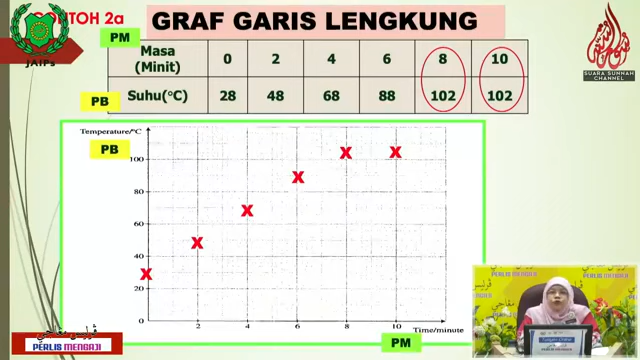 CONTOH 2a
GRAF GARIS LENGKUNG
JAIPs
SUARA SUNNAH
CHANNEL
PM
Masa (Minit) 0 2 4 6 8 10
PB
Suhu(°C) 28 48 68 88 102 102
Temperature/°C
PB
100
80
60
40
20
0
2 4 6 8 10
Time/minute
PM
PERLIS MENGAJI
PERLIS MENGAJI